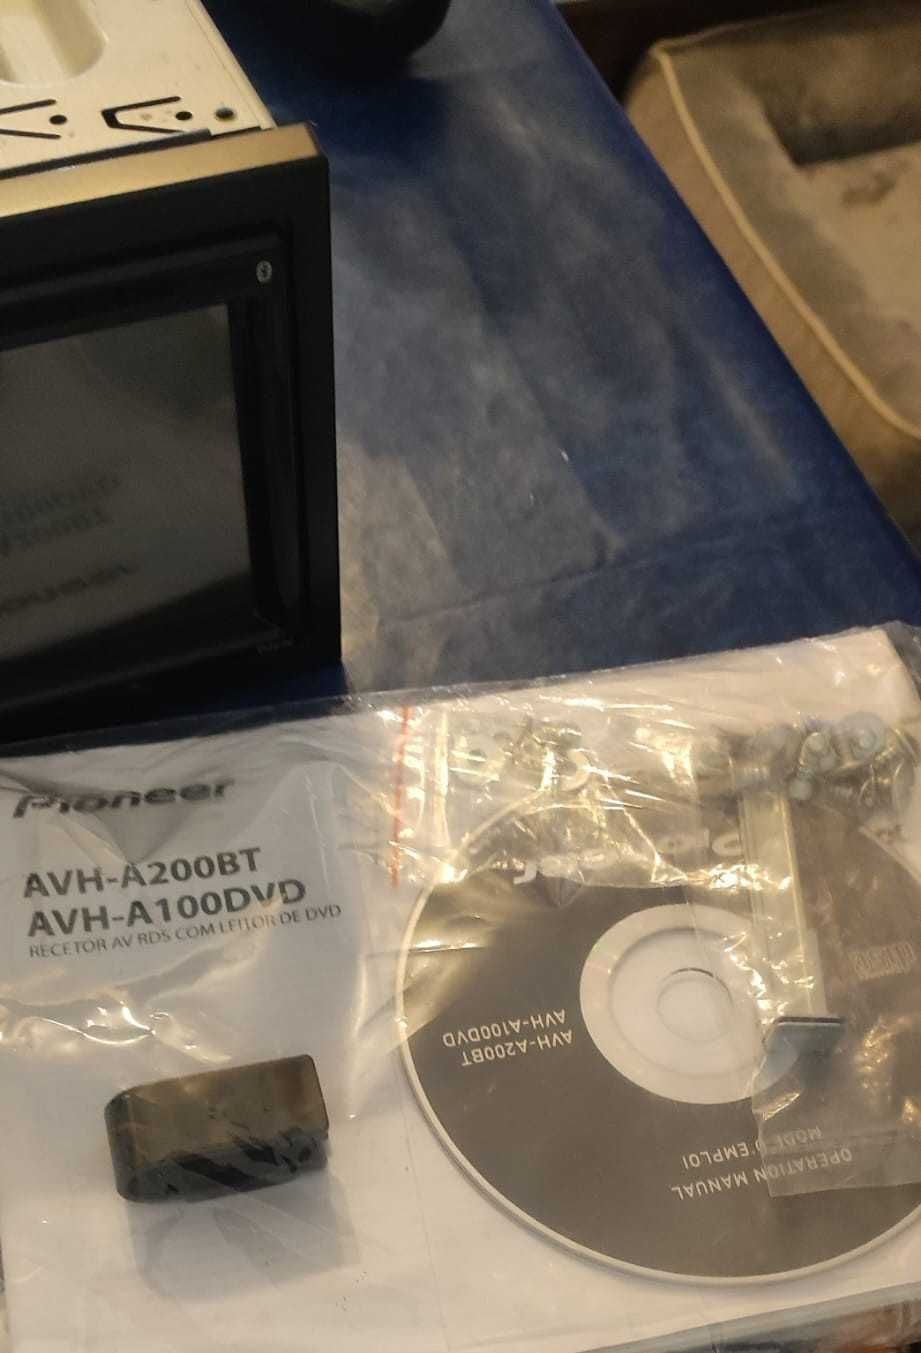 Pioneer
AVH-A200BT
AVH-A100DVD
RECETOR AV RDS COM LEITOR DE DVD
AVH-A200BT
AVH-A100DVD
OPERATION MANUAL
MODE D'EMPLOI